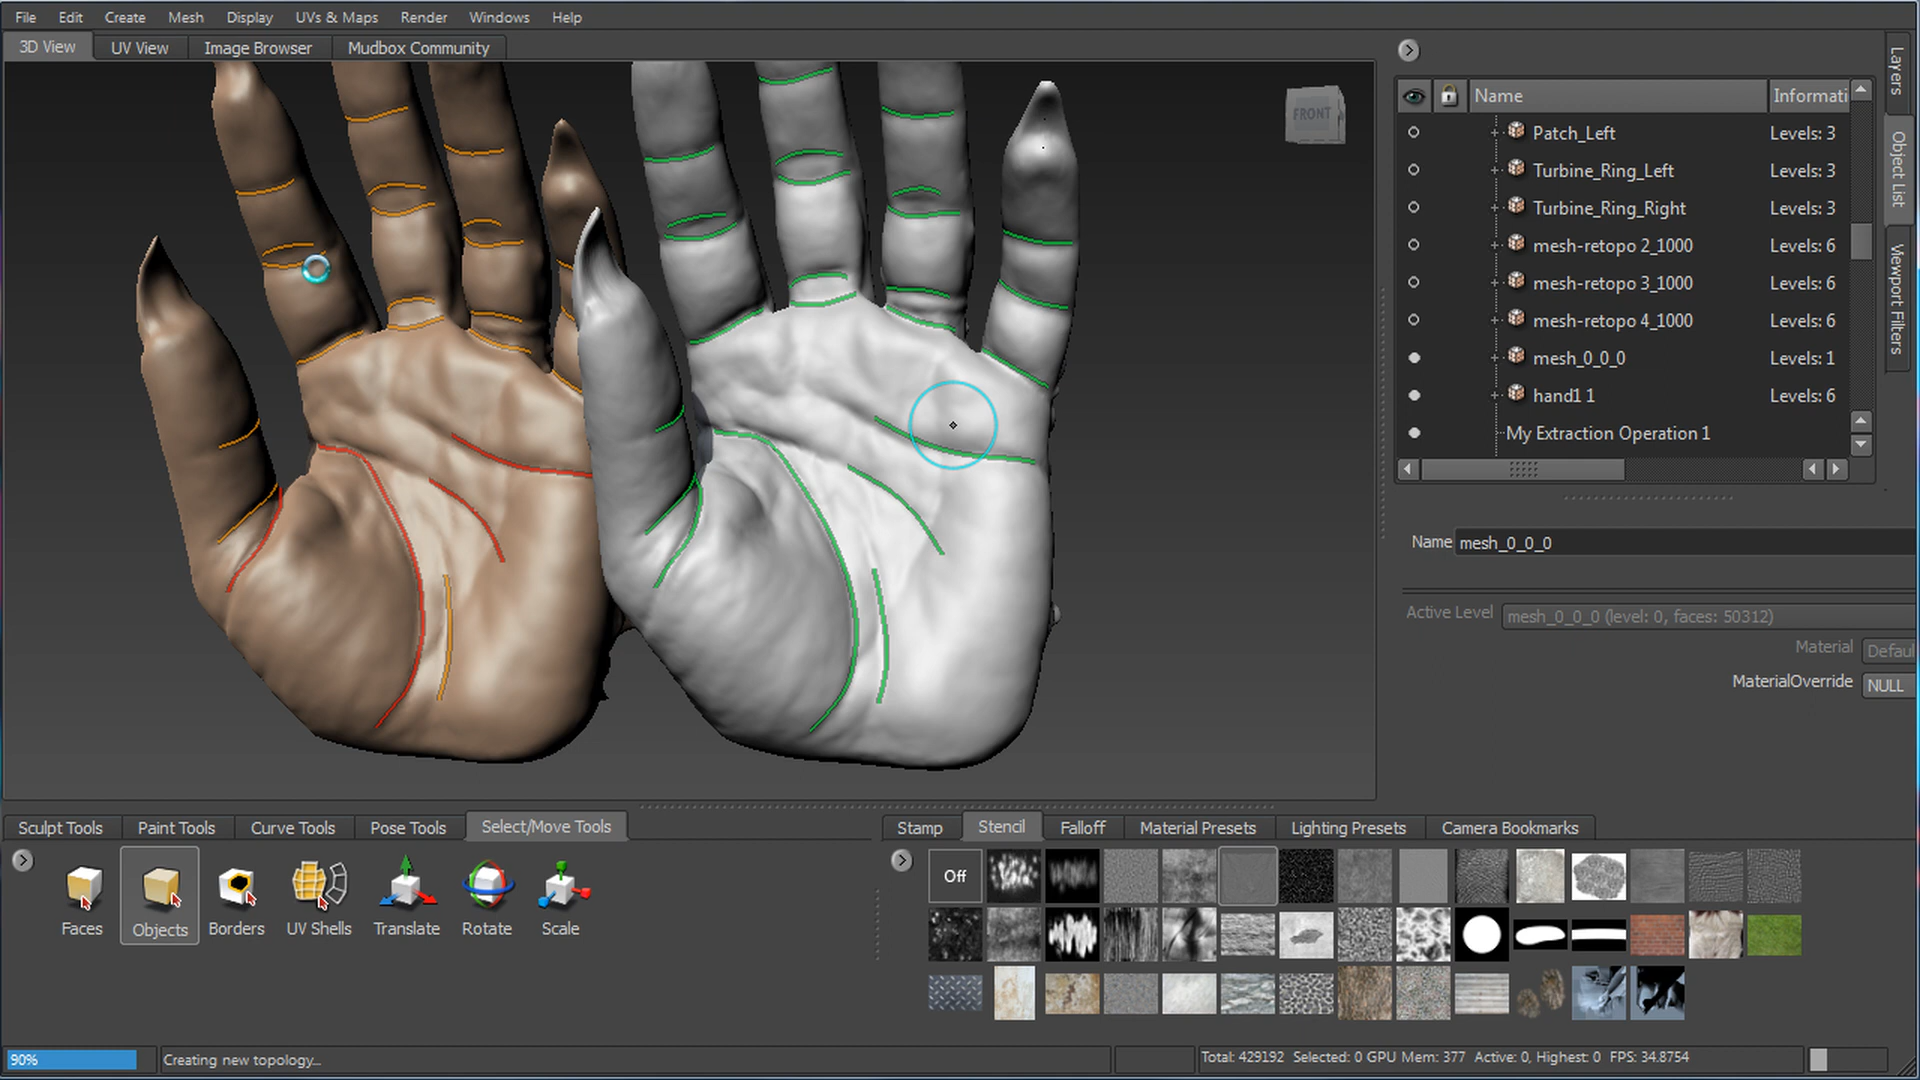 File Edit Create Mesh Display UVs & Maps Render Windows Help
3D View UV View Image Browser Mudbox Community
FRONT
Name Informati
Patch_Left Levels: 3
Turbine_Ring_Left Levels: 3
Turbine_Ring_Right Levels: 3
mesh-retopo 2_1000 Levels: 6
mesh-retopo 3_1000 Levels: 6
mesh-retopo 4_1000 Levels: 6
mesh_0_0_0 Levels: 1
hand1 1 Levels: 6
My Extraction Operation 1
Layers
Object List
Viewport Filters
Name mesh_0_0_0
Active Level mesh_0_0_0 (level: 0, faces: 50312)
Material Defaul
MaterialOverride NULL
Sculpt Tools Paint Tools Curve Tools Pose Tools Select/Move Tools
Faces Objects Borders UV Shells Translate Rotate Scale
Stamp Stencil Falloff Material Presets Lighting Presets Camera Bookmarks
Off
90% Creating new topology...
Total: 429192 Selected: 0 GPU Mem: 377 Active: 0, Highest: 0 FPS: 34.8754